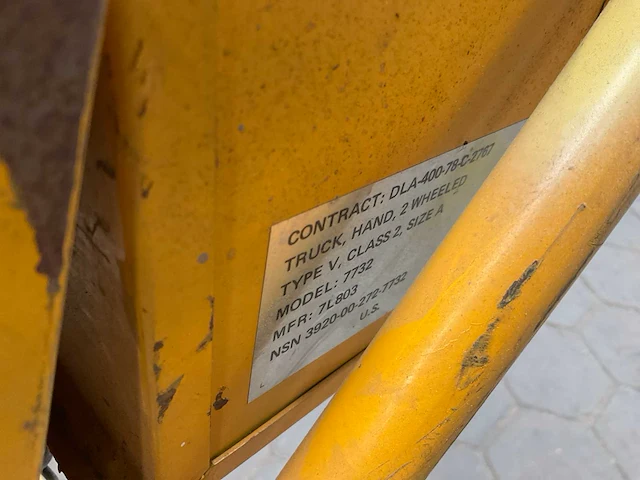 CONTRACT: DLA-400-78-C-2767
TRUCK, HAND, 2 WHEELED
TYPE V, CLASS 2, SIZE A
MODEL: 7732
MFR: 7L803
NSN 3920-00-272-7732
U.S.